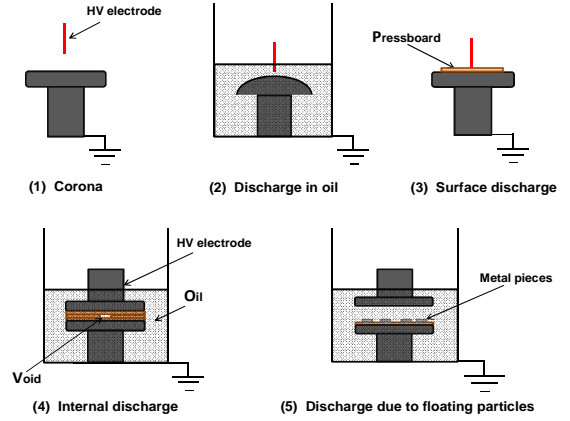 HV electrode
Pressboard
(1) Corona
(2) Discharge in oil
(3) Surface discharge
HV electrode
Metal pieces
Oil
Void
(4) Internal discharge
(5) Discharge due to floating particles